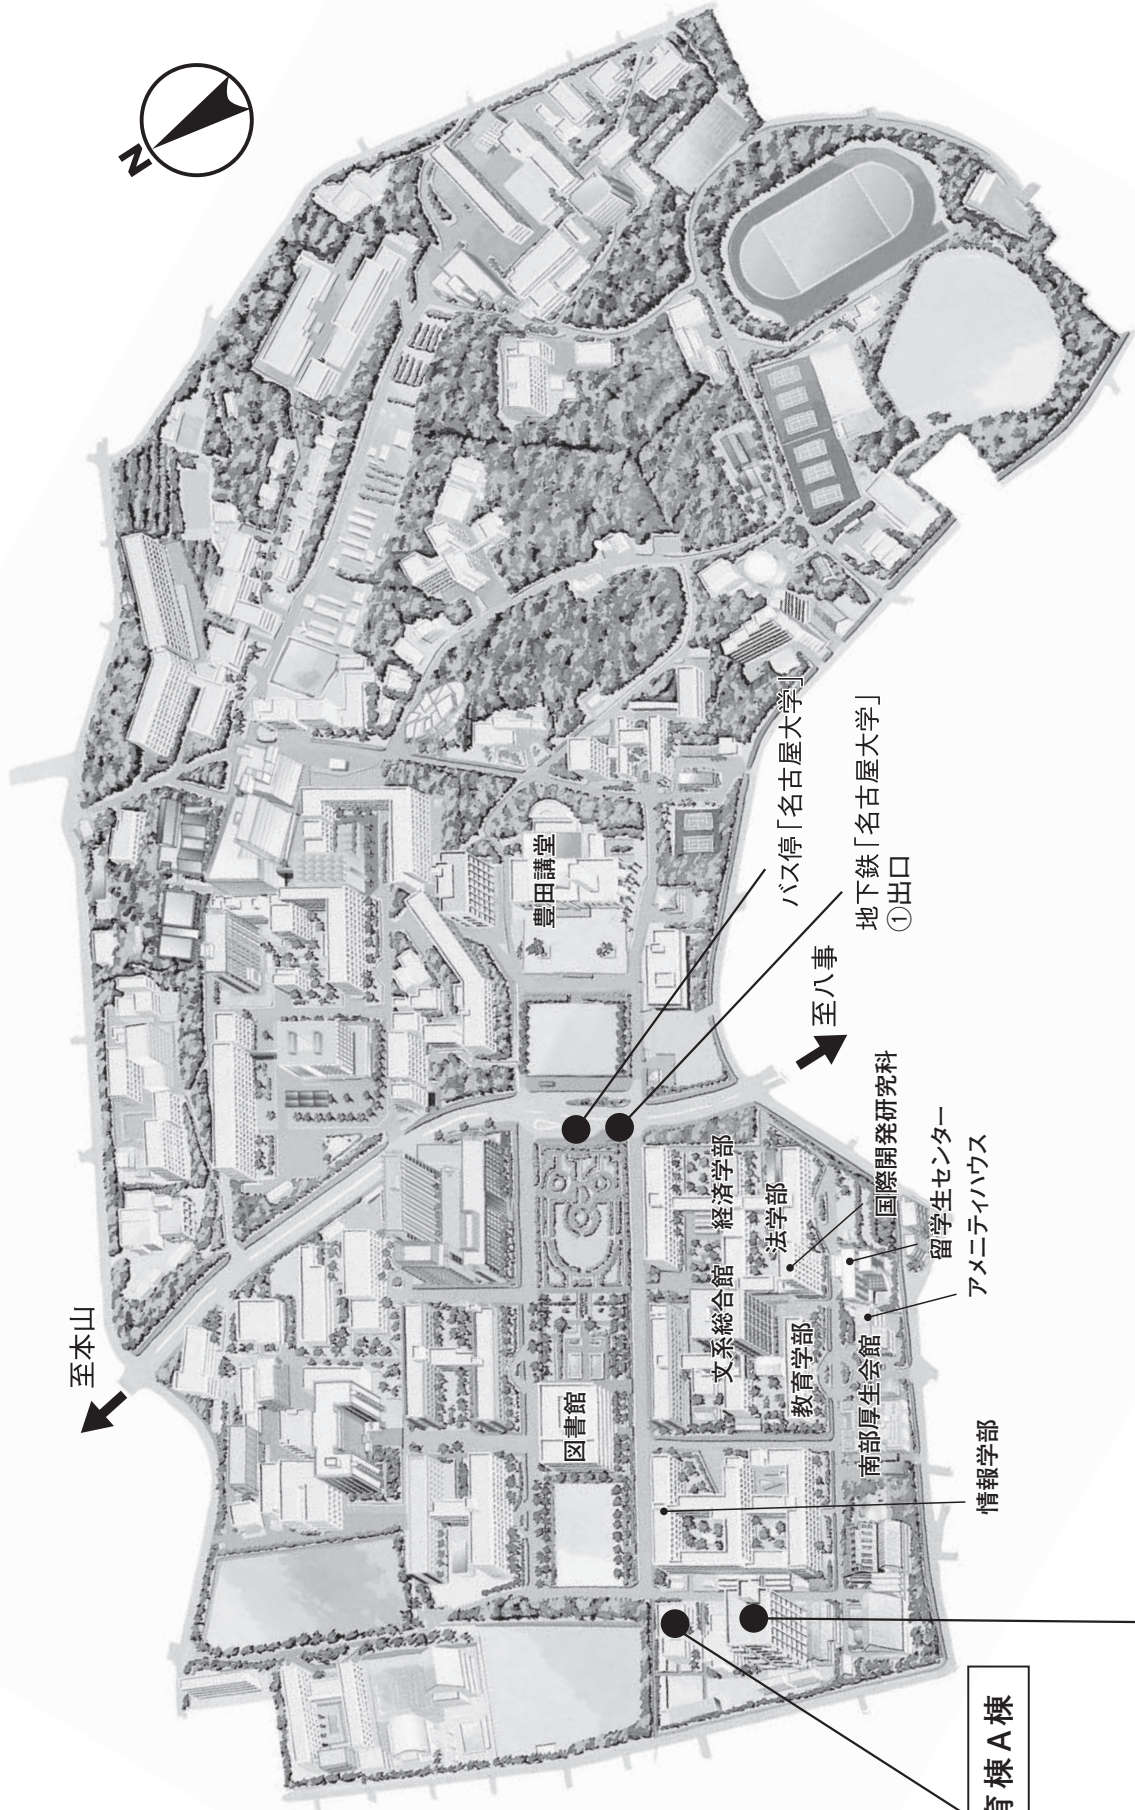 N
至本山
豊田講堂
バス停「名古屋大学」
地下鉄「名古屋大学」
①出口
至八事
経済学部
法学部
国際開発研究科
文系総合館
留学生センター
アメニティハウス
教育学部
南部厚生会館
図書館
情報学部
育棟A棟